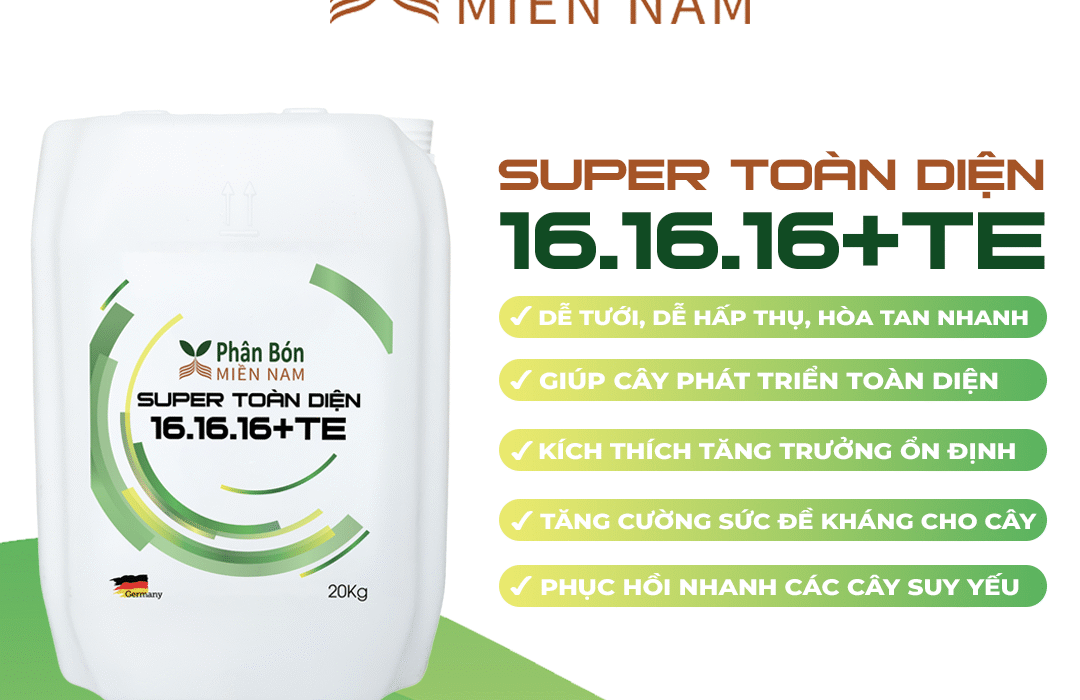 MIỀN NAM
SUPER TOÀN DIỆN
16.16.16+TE
✓ DỄ TƯỚI, DỄ HẤP THỤ, HÒA TAN NHANH
✓ GIÚP CÂY PHÁT TRIỂN TOÀN DIỆN
✓ KÍCH THÍCH TĂNG TRƯỞNG ỔN ĐỊNH
✓ TĂNG CƯỜNG SỨC ĐỀ KHÁNG CHO CÂY
✓ PHỤC HỒI NHANH CÁC CÂY SUY YẾU
Phân Bón
MIỀN NAM
SUPER TOÀN DIỆN
16.16.16+TE
Germany
20Kg